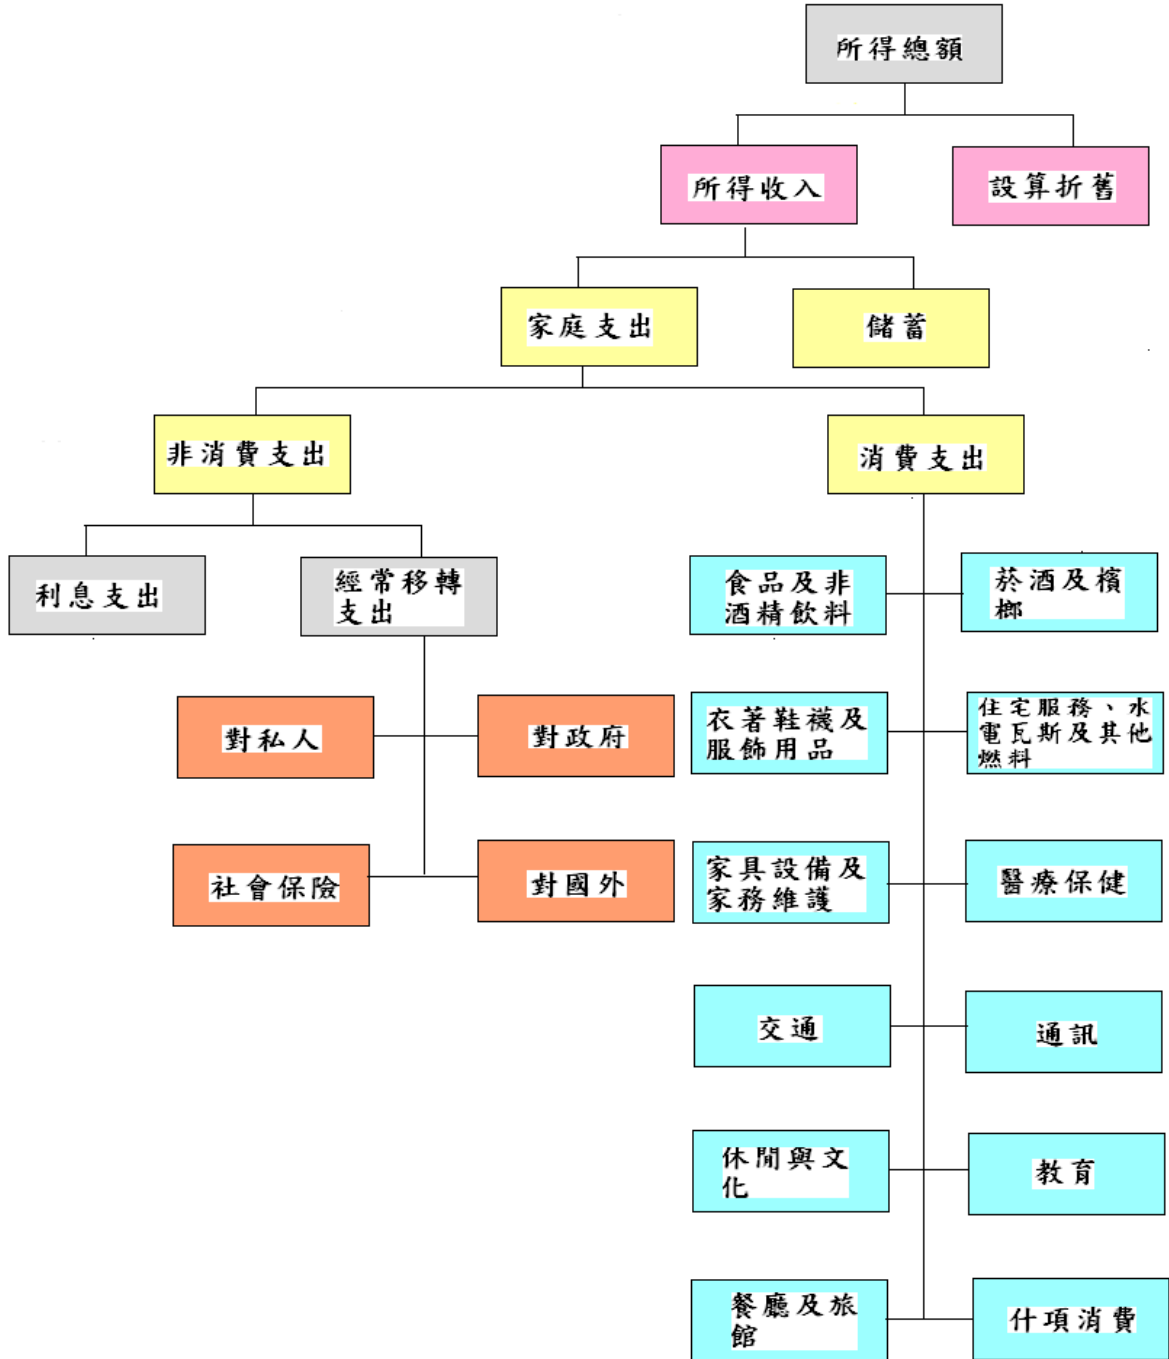 所得總額
所得收入
設算折舊
家庭支出
儲蓄
非消費支出
消費支出
利息支出
經常移轉
支出
食品及非
酒精飲料
菸酒及檳
榔
對私人
對政府
衣著鞋襪及
服飾用品
住宅服務、水
電瓦斯及其他
燃料
社會保險
對國外
家具設備及
家務維護
醫療保健
交通
通訊
休閒與文
化
教育
餐廳及旅
館
什項消費